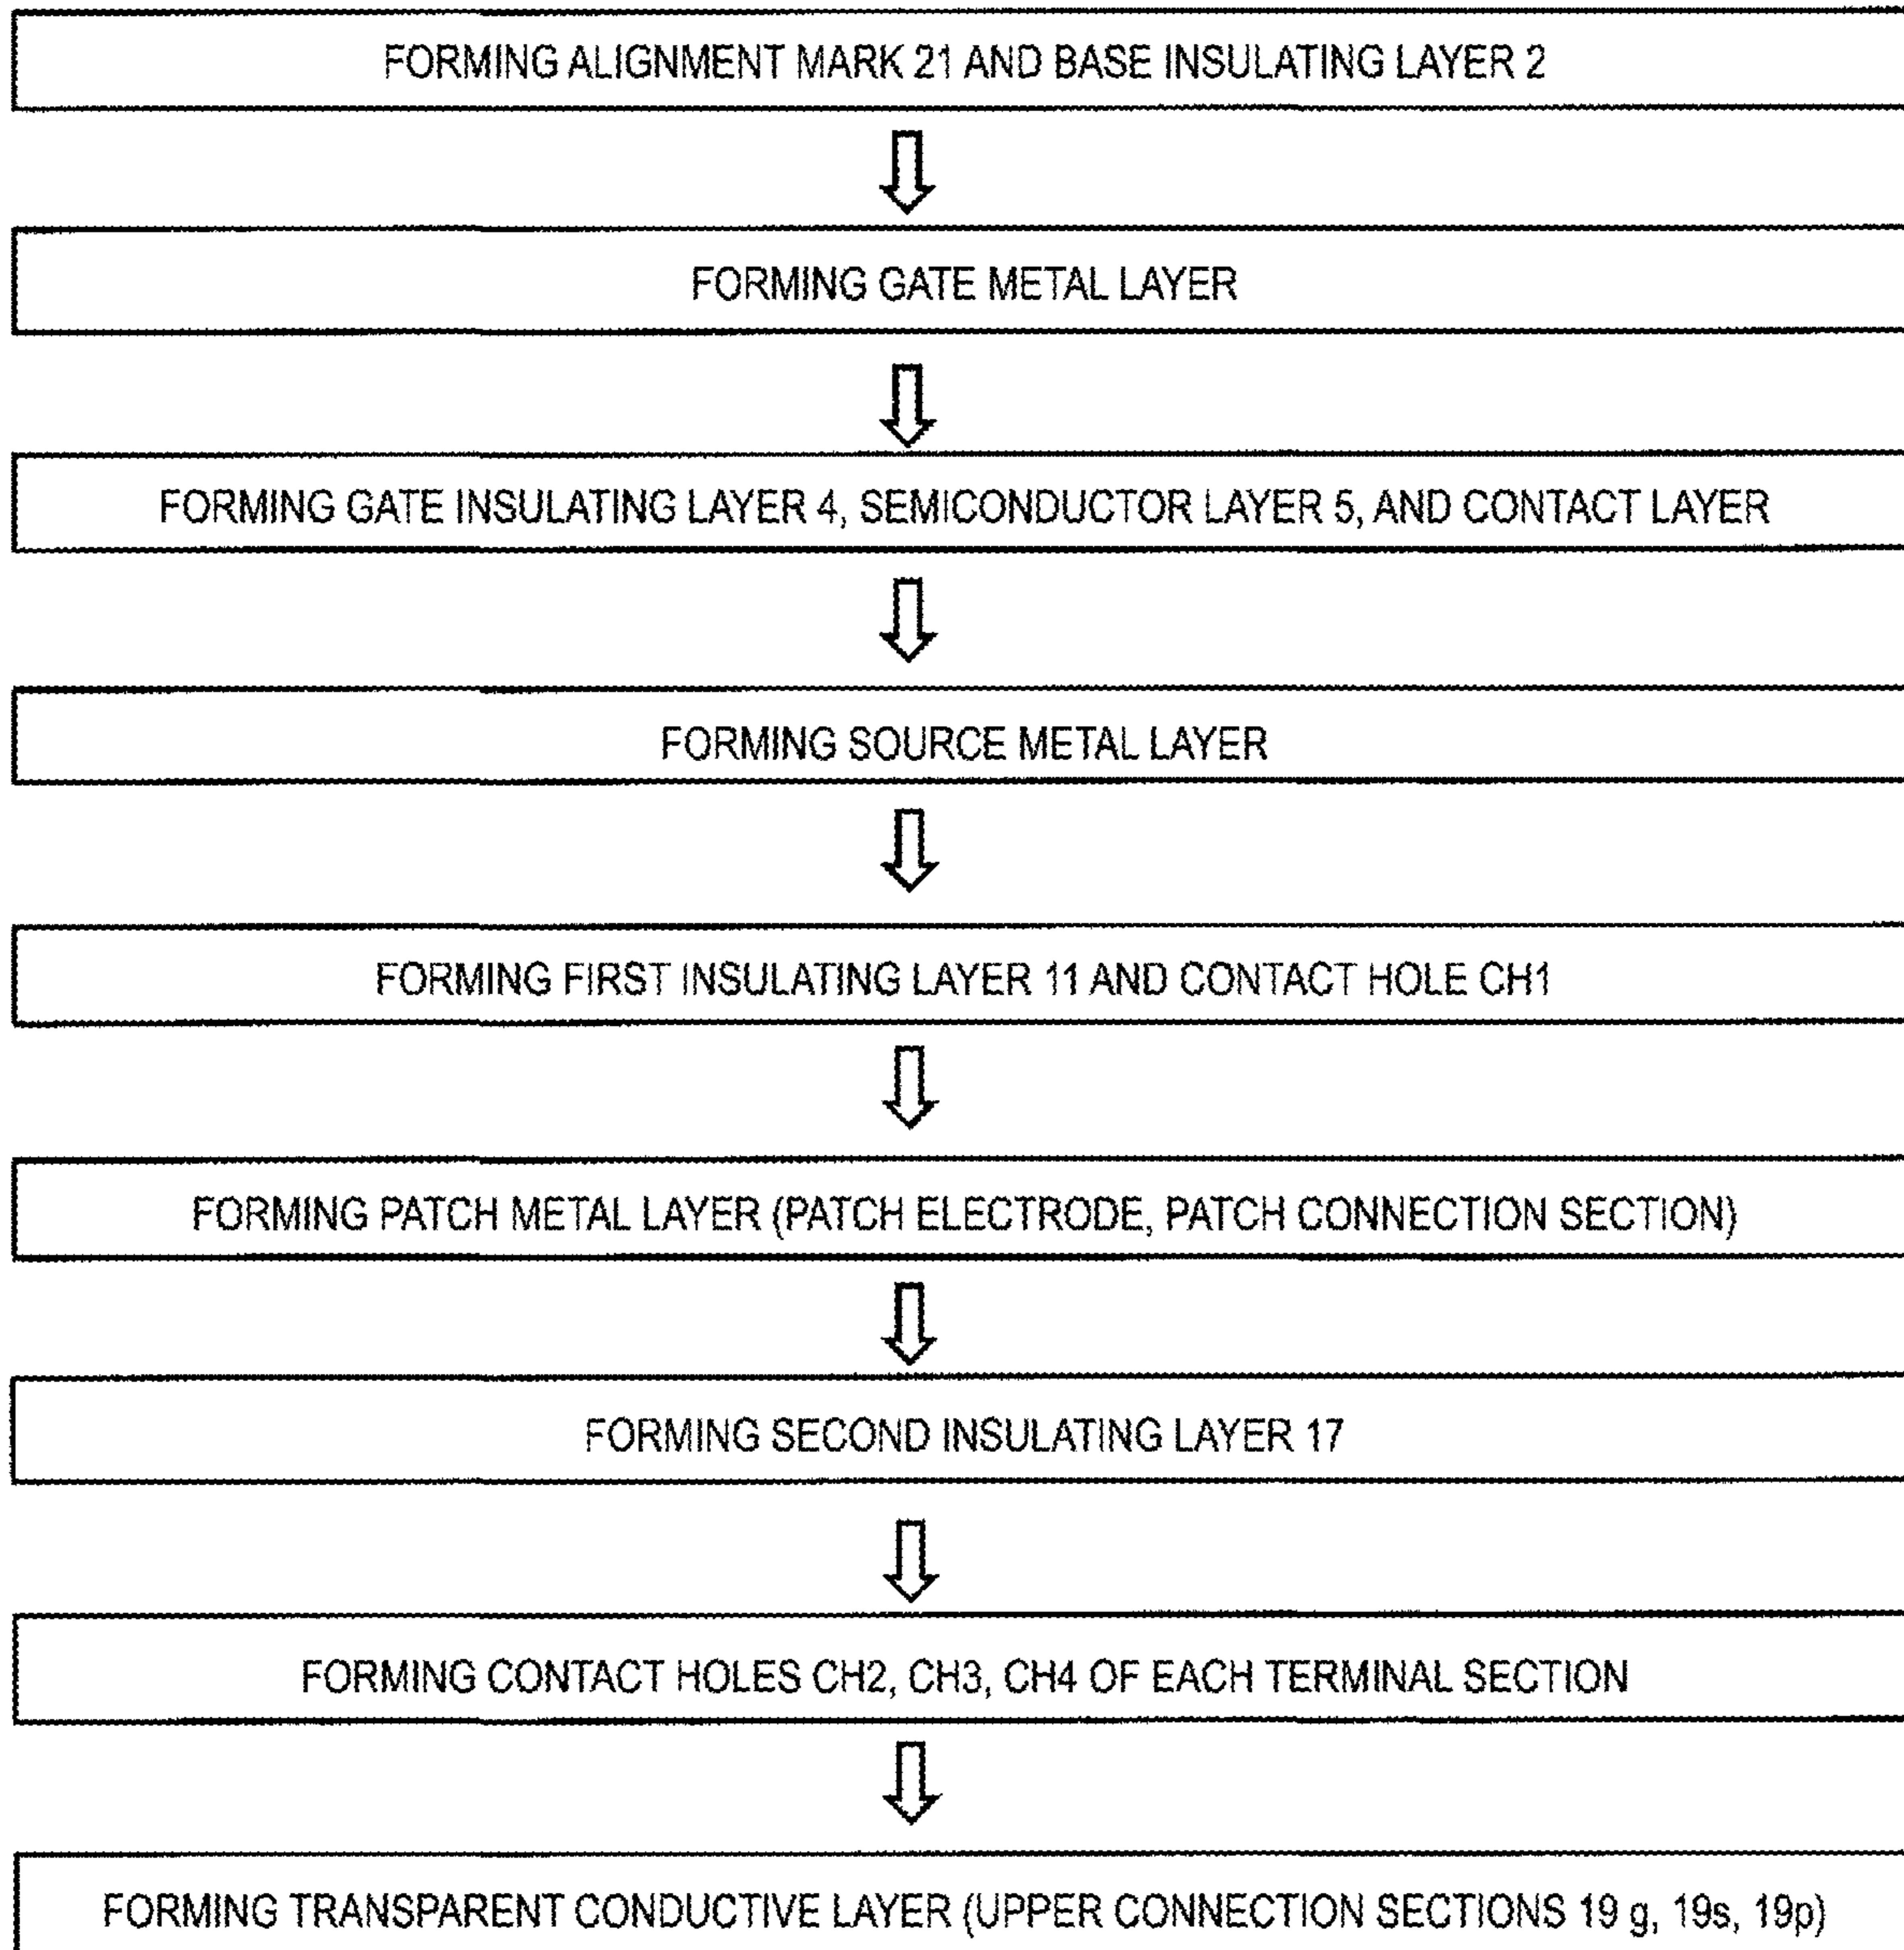 FORMING ALIGNMENT MARK 21 AND BASE INSULATING LAYER 2
FORMING GATE METAL LAYER
FORMING GATE INSULATING LAYER 4, SEMICONDUCTOR LAYER 5, AND CONTACT LAYER
FORMING SOURCE METAL LAYER
FORMING FIRST INSULATING LAYER 11 AND CONTACT HOLE CH1
FORMING PATCH METAL LAYER (PATCH ELECTRODE, PATCH CONNECTION SECTION)
FORMING SECOND INSULATING LAYER 17
FORMING CONTACT HOLES CH2, CH3, CH4 OF EACH TERMINAL SECTION
FORMING TRANSPARENT CONDUCTIVE LAYER (UPPER CONNECTION SECTIONS 19 g, 19s, 19p)